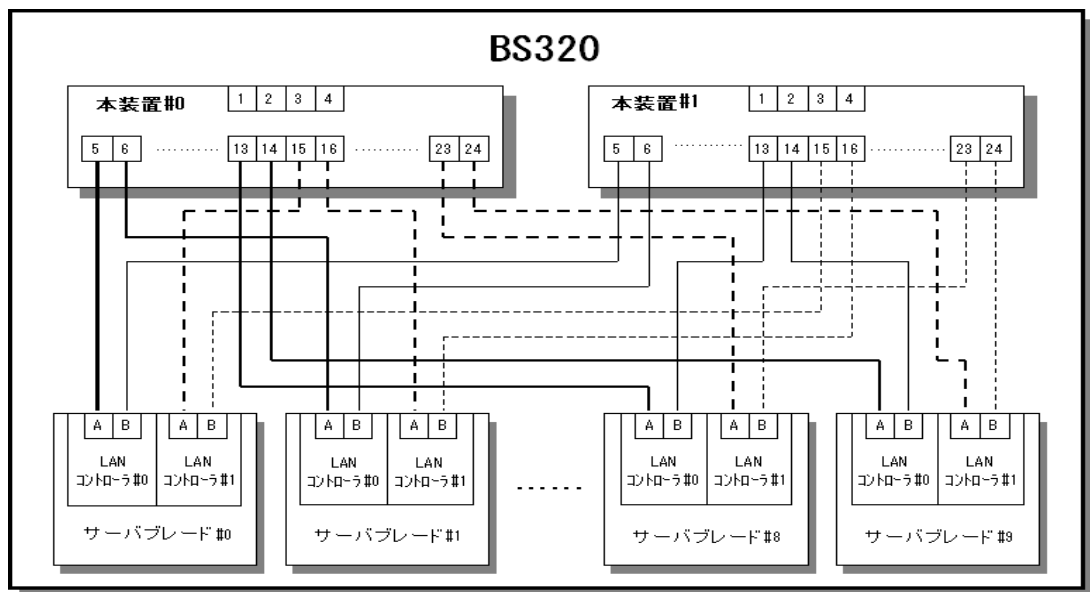 BS320
本装置#0
1 2 3 4
5 6 ・・・・・・・・・・ 13 14 15 16 ・・・・・・・・・・ 23 24
本装置#1
1 2 3 4
5 6 ・・・・・・・・・・ 13 14 15 16 ・・・・・・・・・・ 23 24
A B A B
LAN
コントローラ#0
LAN
コントローラ#1
サーバブレード#0
A B A B
LAN
コントローラ#0
LAN
コントローラ#1
サーバブレード#1
・・・・・・
A B A B
LAN
コントローラ#0
LAN
コントローラ#1
サーバブレード#8
A B A B
LAN
コントローラ#0
LAN
コントローラ#1
サーバブレード#9